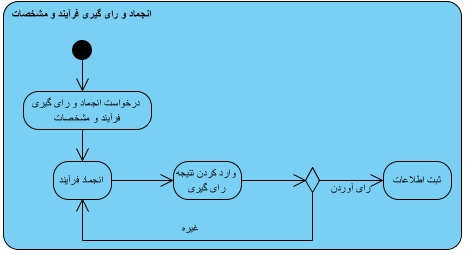 انجماد و رای گیری فرآیند و مشخصات
درخواست انجماد و رای گیری
فرآیند و مشخصات
انجماد فرآیند
وارد کردن نتیجه
رای گیری
رای آوردن
ثبت اطلاعات
غیره